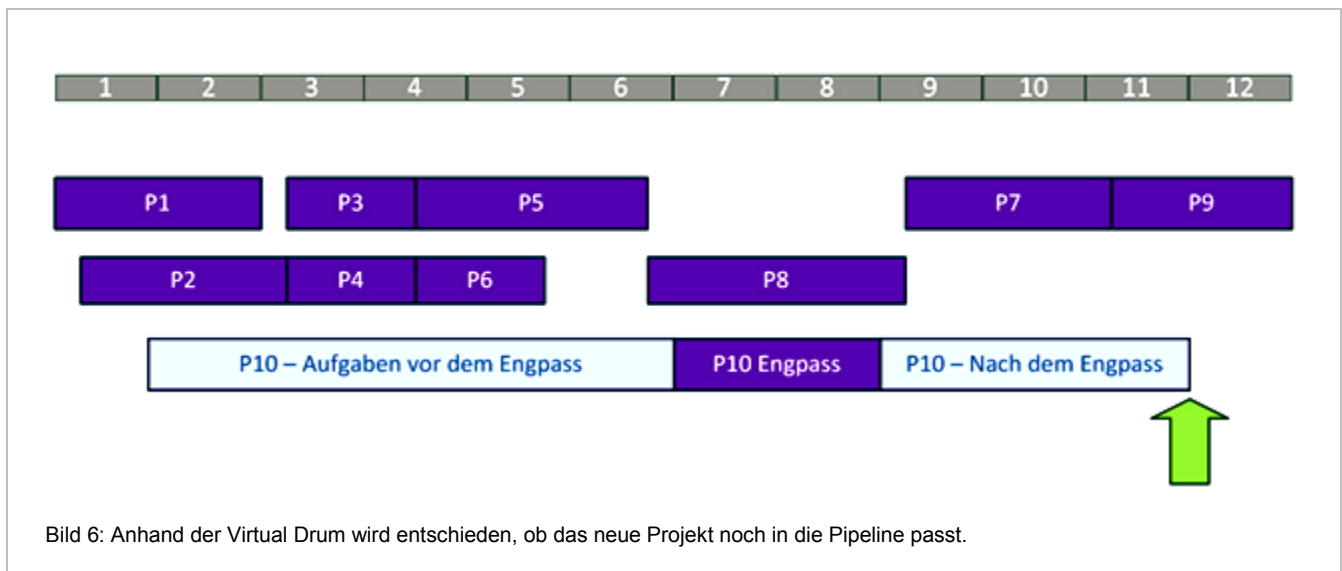 1 2 3 4 5 6 7 8 9 10 11 12
P1 P3 P5 P7 P9
P2 P4 P6 P8
P10 – Aufgaben vor dem Engpass P10 Engpass P10 – Nach dem Engpass
Bild 6: Anhand der Virtual Drum wird entschieden, ob das neue Projekt noch in die Pipeline passt.